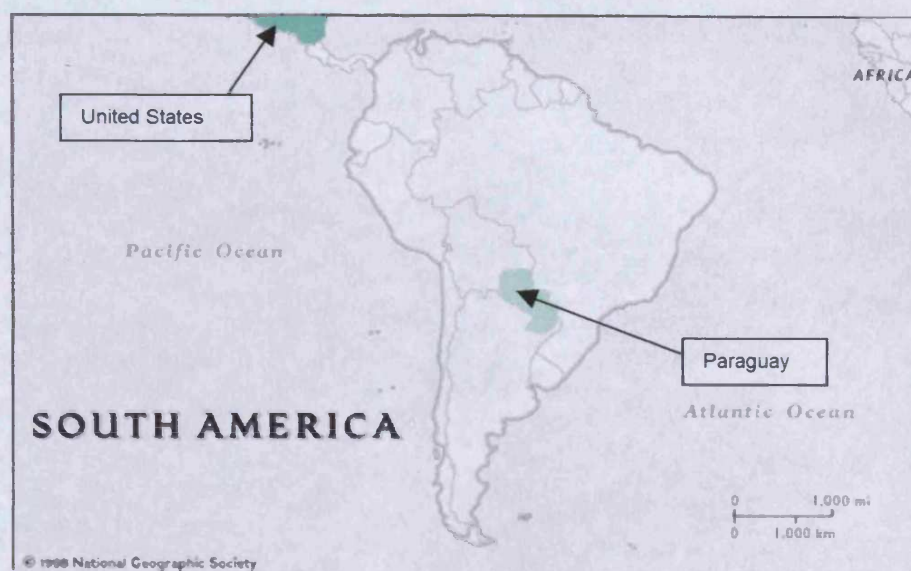 United States
AFRICA
Pacific Ocean
Paraguay
SOUTH AMERICA
Atlantic Ocean
0 1,000 mi
0 1,000 km
© 1998 National Geographic Society